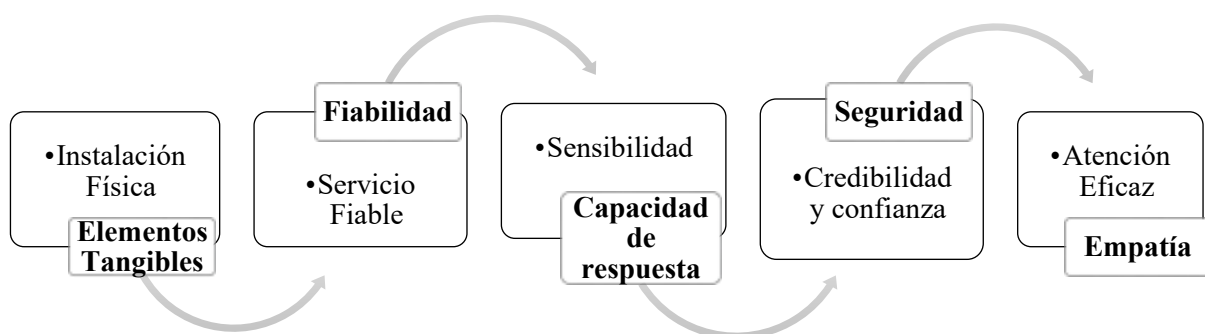 •Instalación
Física
Elementos
Tangibles
Fiabilidad
•Servicio
Fiable
•Sensibilidad
Capacidad
de
respuesta
Seguridad
•Credibilidad
y confianza
•Atención
Eficaz
Empatía